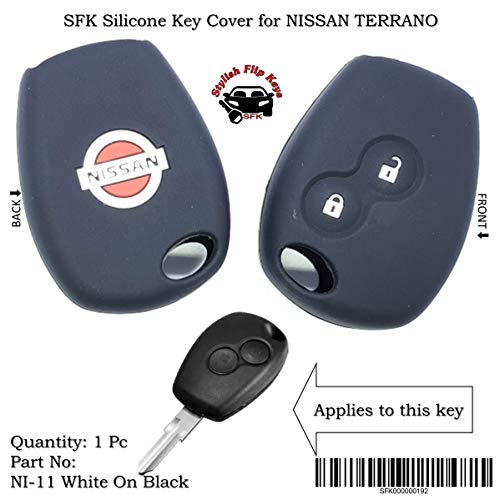 SFK Silicone Key Cover for NISSAN TERRANO
Stylish Flip Keys
SFK
NISSAN
BACK
FRONT
Applies to this key
Quantity: 1 Pc
Part No:
NI-11 White On Black
SFK000000192